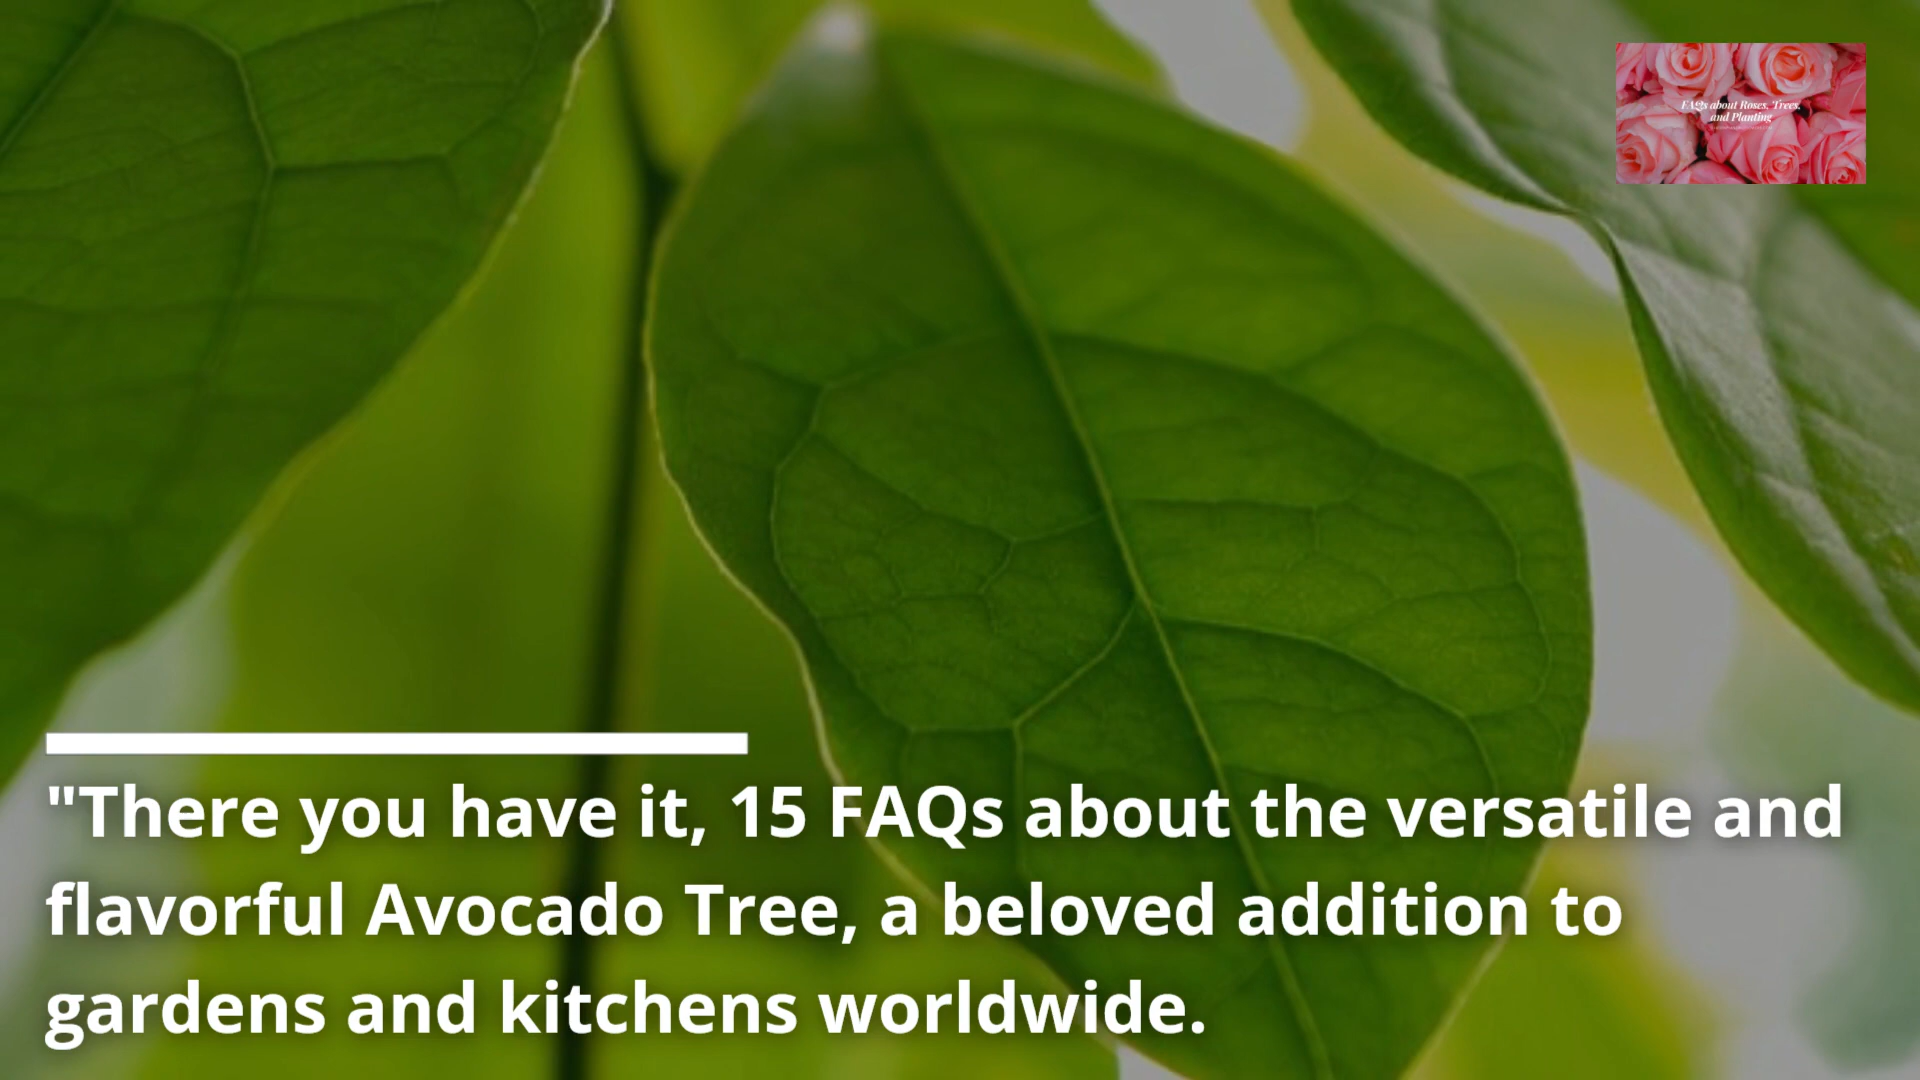 FAQs about Roses, Trees,
and Planting
"There you have it, 15 FAQs about the versatile and
flavorful Avocado Tree, a beloved addition to
gardens and kitchens worldwide.